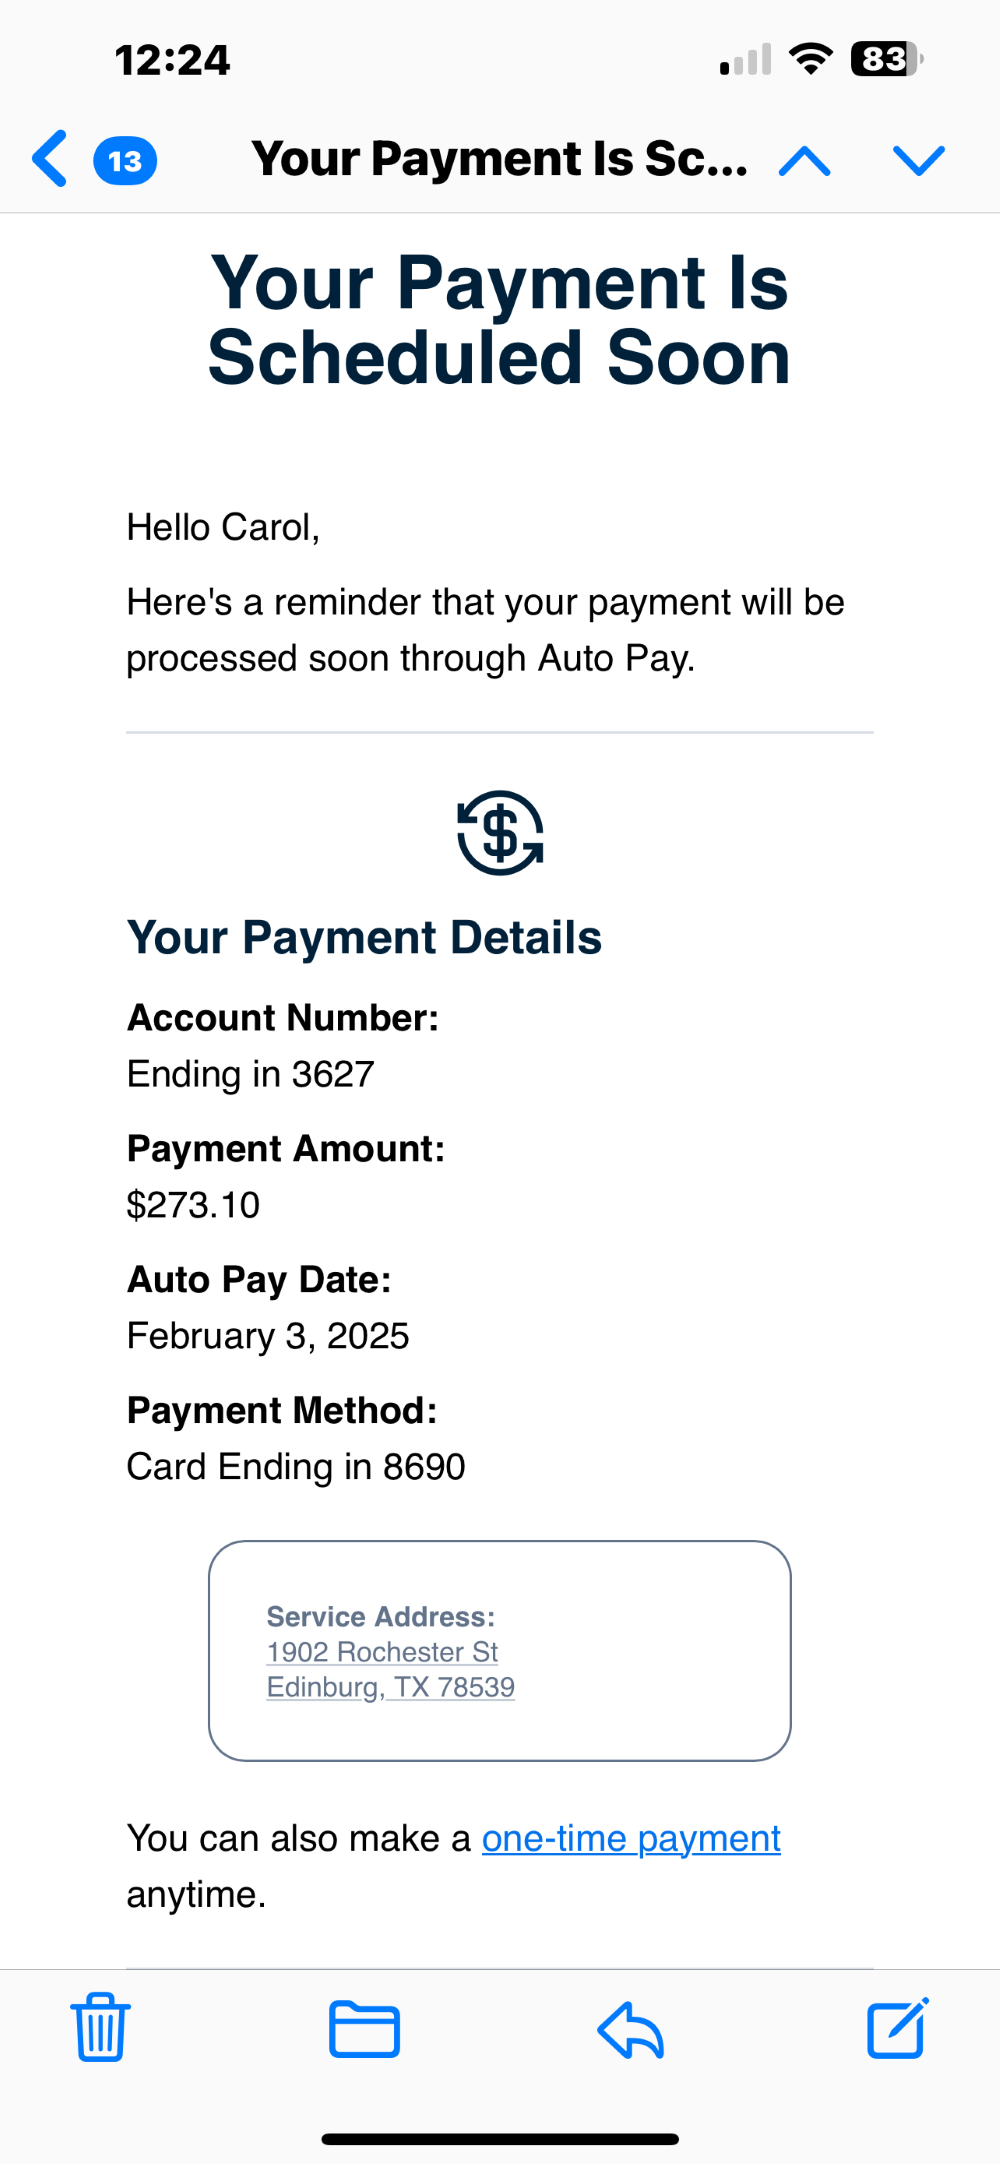 12:24
83
13
Your Payment Is Sc...
Your Payment Is
Scheduled Soon
Hello Carol,
Here's a reminder that your payment will be
processed soon through Auto Pay.
$
Your Payment Details
Account Number:
Ending in 3627
Payment Amount:
$273.10
Auto Pay Date:
February 3, 2025
Payment Method:
Card Ending in 8690
Service Address:
1902 Rochester St
Edinburg, TX 78539
You can also make a one-time payment
anytime.